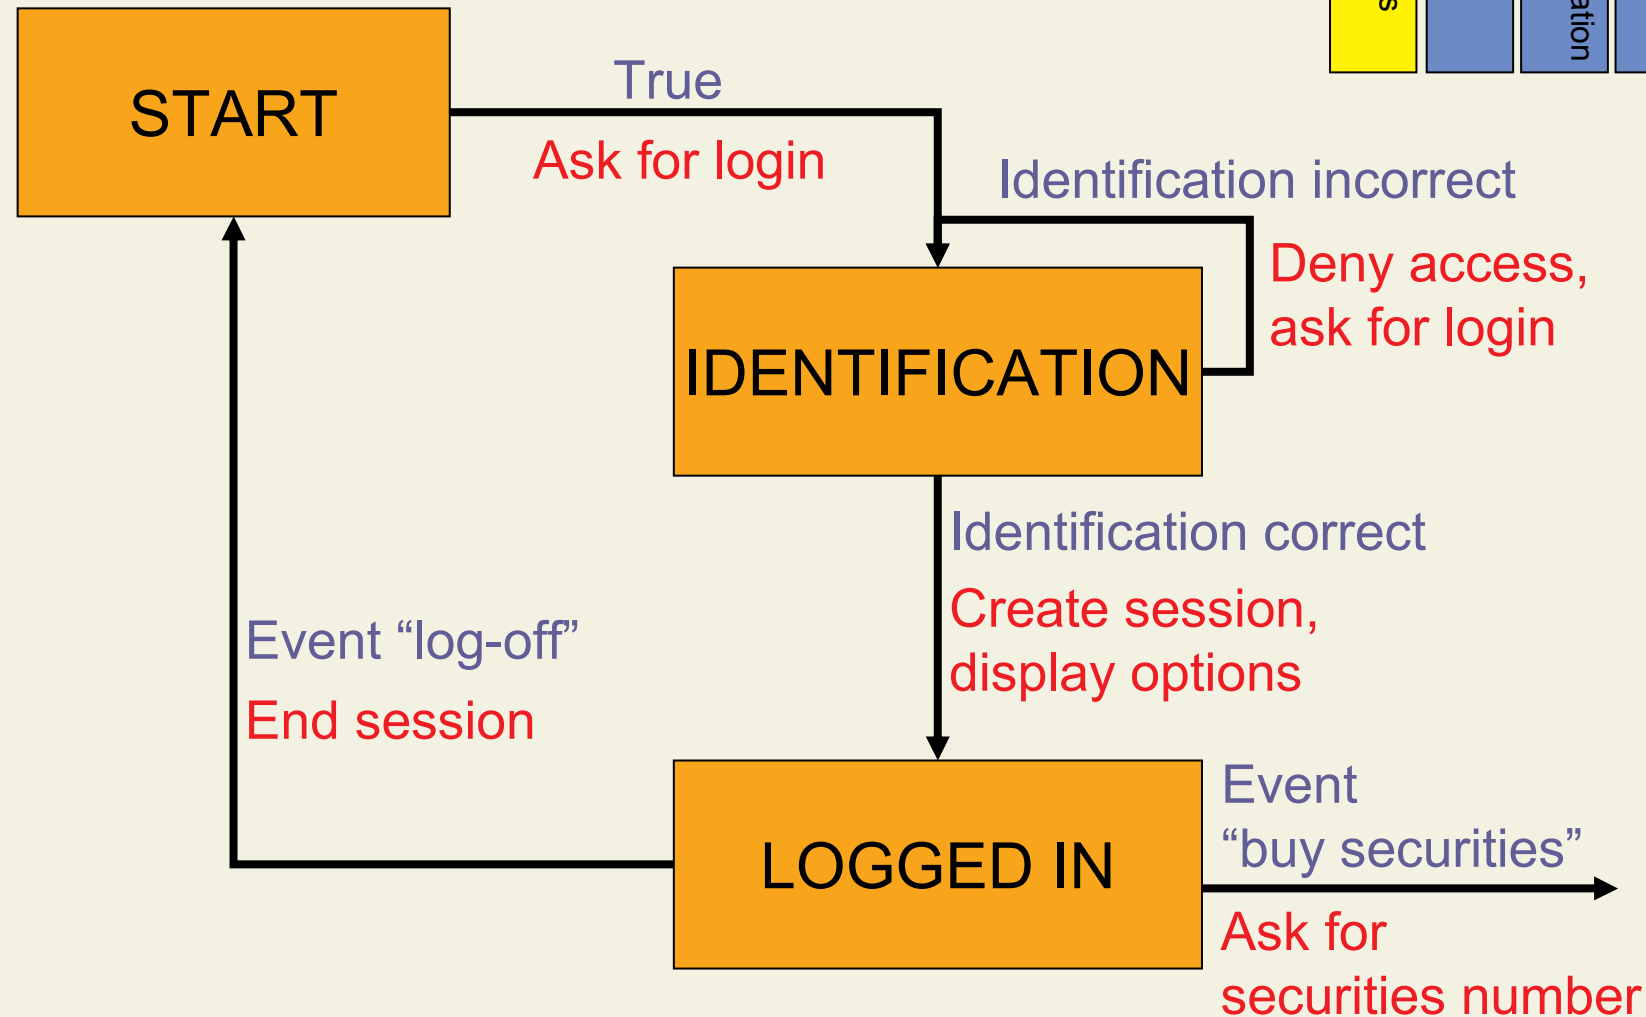 START
True
Ask for login
Identification incorrect
Deny access,
ask for login
IDENTIFICATION
Identification correct
Create session,
display options
Event “log-off”
End session
LOGGED IN
Event
“buy securities”
Ask for
securities number